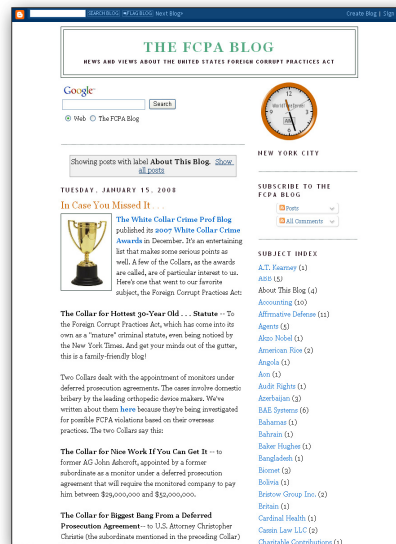 SEARCH BLOG FLAG BLOG Next Blog»
Create Blog | Sign
THE FCPA BLOG
NEWS AND VIEWS ABOUT THE UNITED STATES FOREIGN CORRUPT PRACTICES ACT
Google
Search
Web The FCPA Blog
Showing posts with label About This Blog. Show
all posts
TUESDAY, JANUARY 15, 2008
In Case You Missed It . . .
The White Collar Crime Prof Blog
published its 2007 White Collar Crime
Awards in December. It's an entertaining
list that makes some serious points as
well. A few of the Collars, as the awards
are called, are of particular interest to us.
Here's one that went to our favorite
subject, the Foreign Corrupt Practices Act:
The Collar for Hottest 30-Year Old . . . Statute -- To
the Foreign Corrupt Practices Act, which has come into its
own as a "mature" criminal statute, even being noticed by
the New York Times. And get your minds out of the gutter,
this is a family-friendly blog!
Two Collars dealt with the appointment of monitors under
deferred prosecution agreements. The cases involve domestic
bribery by the leading orthopedic device makers. We've
written about them here because they're being investigated
for possible FCPA violations based on their overseas
practices. The two Collars say this:
The Collar for Nice Work If You Can Get It -- to
former AG John Ashcroft, appointed by a former
subordinate as a monitor under a deferred prosecution
agreement that will require the monitored company to pay
him between $29,000,000 and $52,000,000.
The Collar for Biggest Bang From a Deferred
Prosecution Agreement-- to U.S. Attorney Christopher
Christie (the subordinate mentioned in the preceding Collar)
NEW YORK CITY
SUBSCRIBE TO THE
FCPA BLOG
Posts
All Comments
SUBJECT INDEX
A.T. Kearney (1)
ABB (5)
About This Blog (4)
Accounting (10)
Affirmative Defense (11)
Agents (5)
Akzo Nobel (1)
American Rice (2)
Angola (1)
Aon (1)
Audit Rights (1)
Azerbaijan (3)
BAE Systems (6)
Bahamas (1)
Bahrain (1)
Baker Hughes (1)
Bangladesh (1)
Biomet (3)
Bolivia (1)
Bristow Group Inc. (2)
Britain (1)
Cardinal Health (1)
Cassin Law LLC (2)
Charitable Contributions (1)